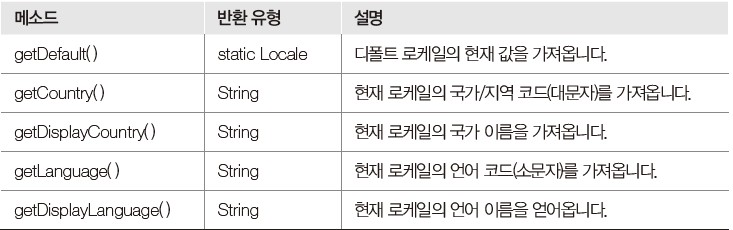 메소드 반환 유형 설명
getDefault( ) static Locale 디폴트 로케일의 현재 값을 가져옵니다.
getCountry( ) String 현재 로케일의 국가/지역 코드(대문자)를 가져옵니다.
getDisplayCountry( ) String 현재 로케일의 국가 이름을 가져옵니다.
getLanguage( ) String 현재 로케일의 언어 코드(소문자)를 가져옵니다.
getDisplayLanguage( ) String 현재 로케일의 언어 이름을 얻어옵니다.